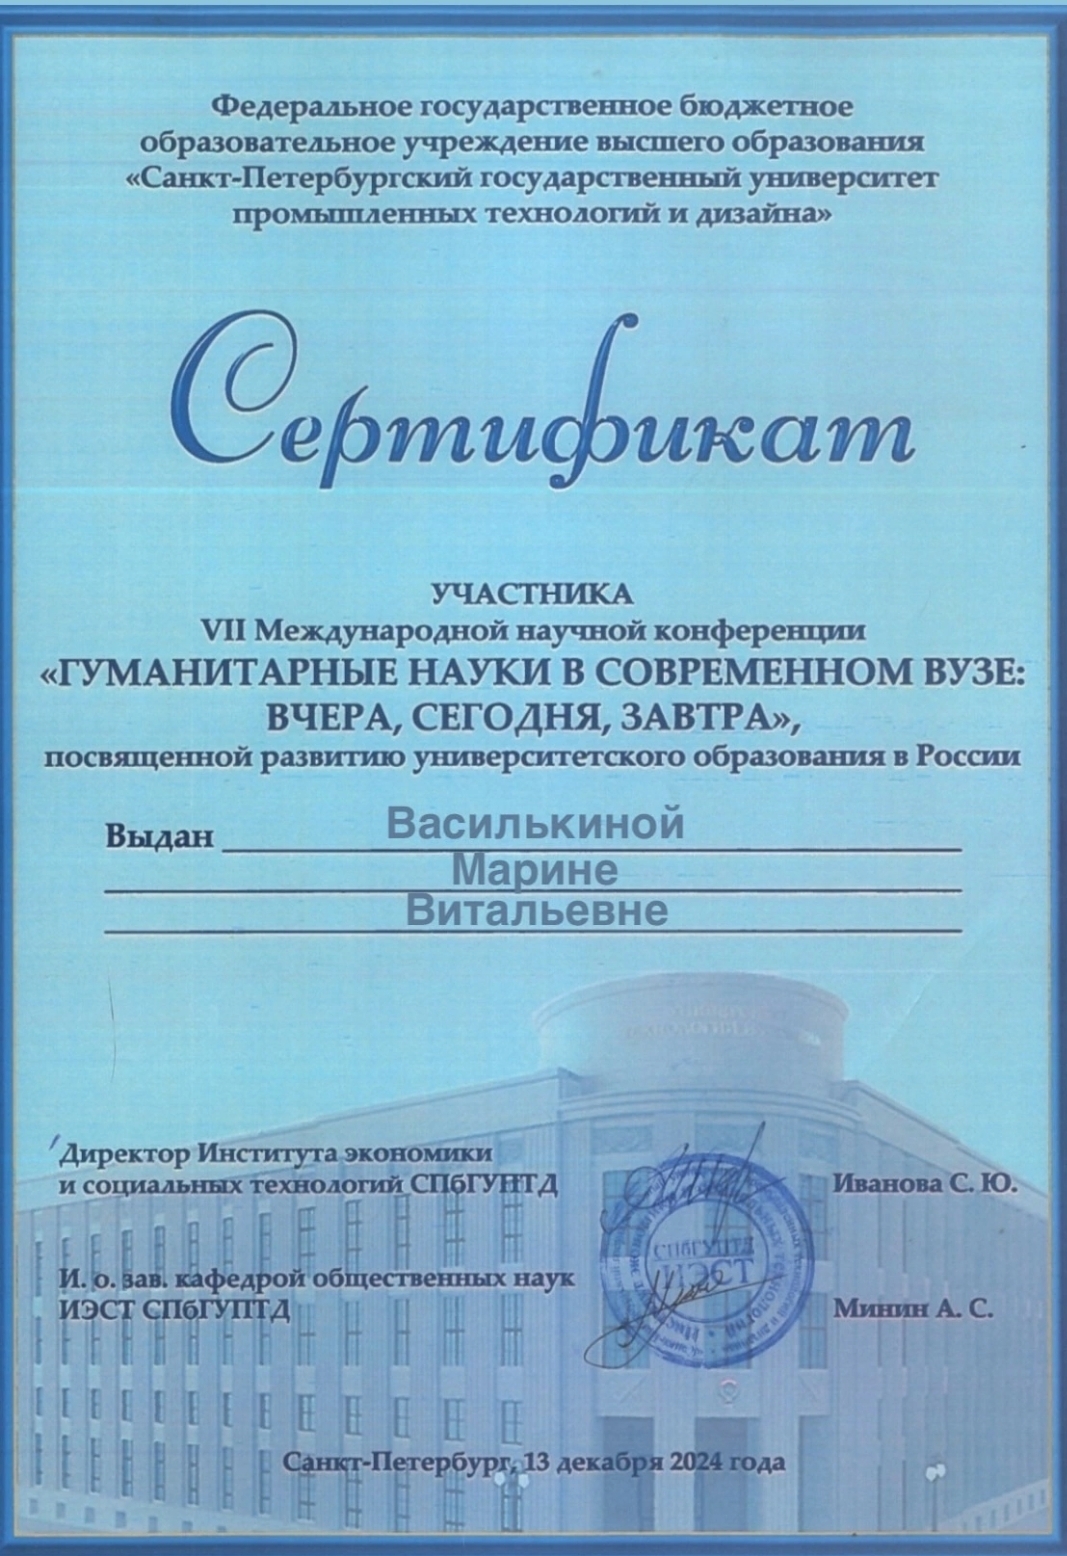 Федеральное государственное бюджетное
образовательное учреждение высшего образования
«Санкт-Петербургский государственный университет
промышленных технологий и дизайна»
Сертификат
УЧАСТНИКА
VII Международной научной конференции
«ГУМАНИТАРНЫЕ НАУКИ В СОВРЕМЕННОМ ВУЗЕ:
ВЧЕРА, СЕГОДНЯ, ЗАВТРА»,
посвященной развитию университетского образования в России
Выдан Василькиной
Марине
Витальевне
Директор Института экономики
и социальных технологий СПбГУПТД
Иванова С. Ю.
СПбГУПТД
ИЭСТ
И. о. зав. кафедрой общественных наук
ИЭСТ СПбГУПТД
Минин А. С.
Санкт-Петербург, 13 декабря 2024 года